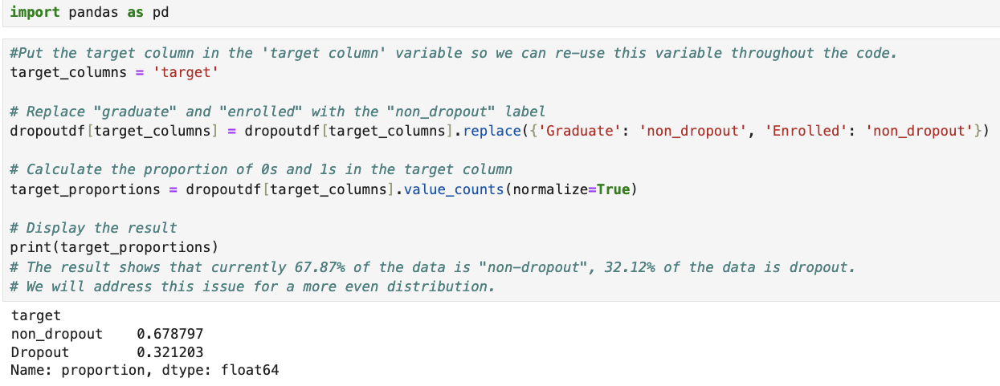 import pandas as pd
#Put the target column in the 'target column' variable so we can re-use this variable throughout the code.
target_columns = 'target'
# Replace "graduate" and "enrolled" with the "non_dropout" label
dropoutdf[target_columns] = dropoutdf[target_columns].replace({'Graduate': 'non_dropout', 'Enrolled': 'non_dropout'})
# Calculate the proportion of 0s and 1s in the target column
target_proportions = dropoutdf[target_columns].value_counts(normalize=True)
# Display the result
print(target_proportions)
# The result shows that currently 67.87% of the data is "non-dropout", 32.12% of the data is dropout.
# We will address this issue for a more even distribution.
target
non_dropout    0.678797
Dropout        0.321203
Name: proportion, dtype: float64